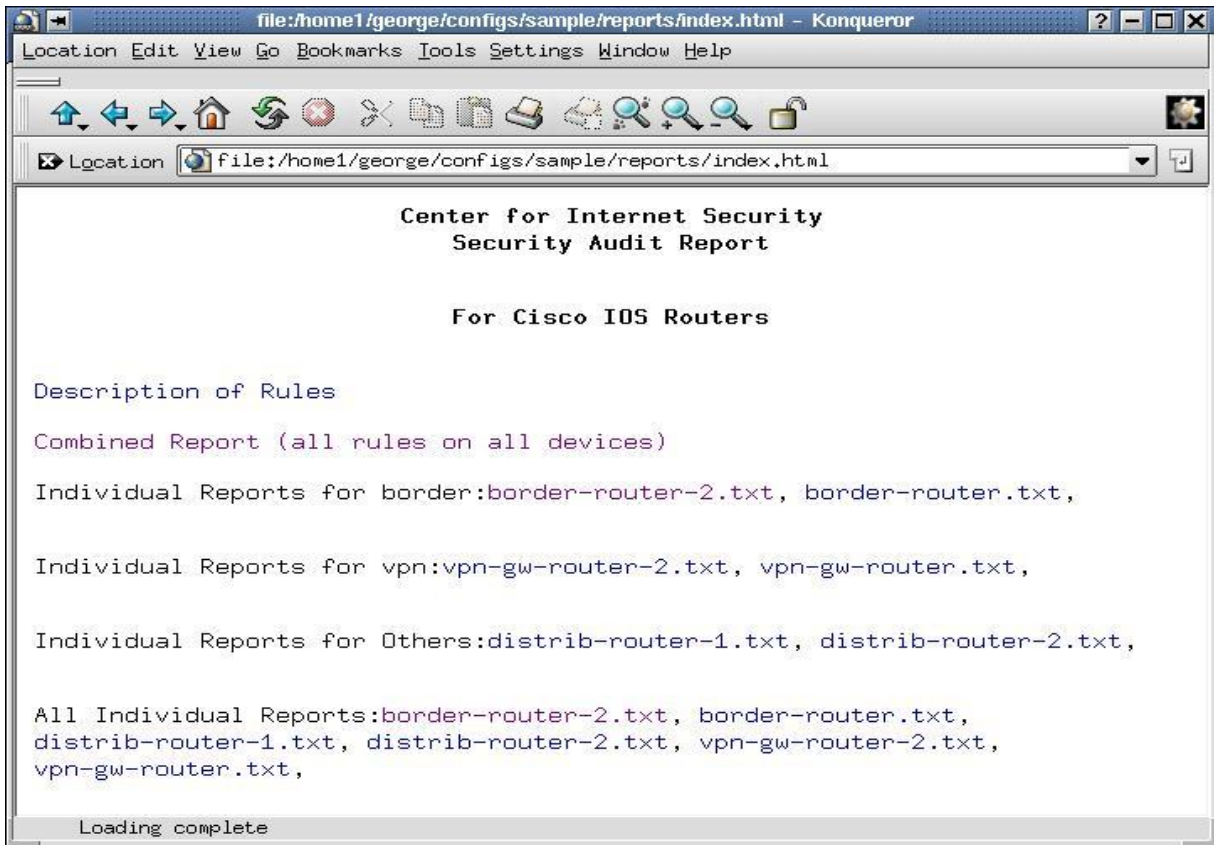 file:/home1/george/configs/sample/reports/index.html - Konqueror
Location Edit View Go Bookmarks Tools Settings Window Help
Location file:/home1/george/configs/sample/reports/index.html
Center for Internet Security
Security Audit Report
For Cisco IOS Routers
Description of Rules
Combined Report (all rules on all devices)
Individual Reports for border:border-router-2.txt, border-router.txt,
Individual Reports for vpn:vpn-gw-router-2.txt, vpn-gw-router.txt,
Individual Reports for Others:distrib-router-1.txt, distrib-router-2.txt,
All Individual Reports:border-router-2.txt, border-router.txt,
distrib-router-1.txt, distrib-router-2.txt, vpn-gw-router-2.txt,
vpn-gw-router.txt,
Loading complete